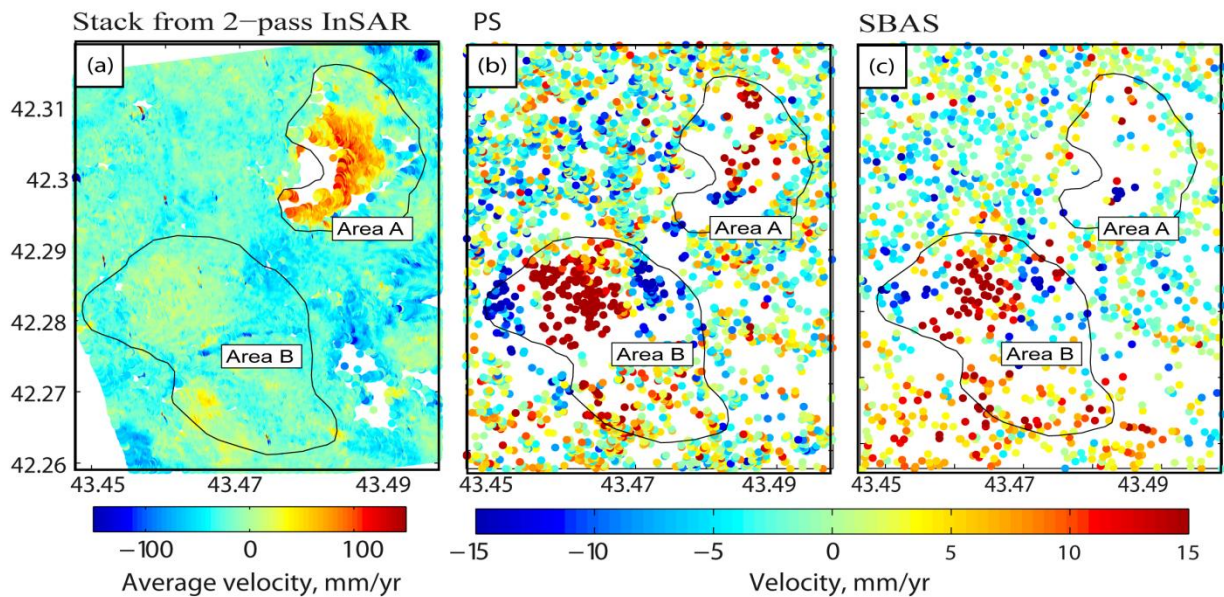 Stack from 2−pass InSAR
PS
SBAS
(a)
(b)
(c)
42.31
42.3
42.29
42.28
42.27
42.26
Area A
Area A
Area A
Area B
Area B
Area B
43.45
43.47
43.49
43.45
43.47
43.49
43.45
43.47
43.49
−100
0
100
−15
−10
−5
0
5
10
15
Average velocity, mm/yr
Velocity, mm/yr